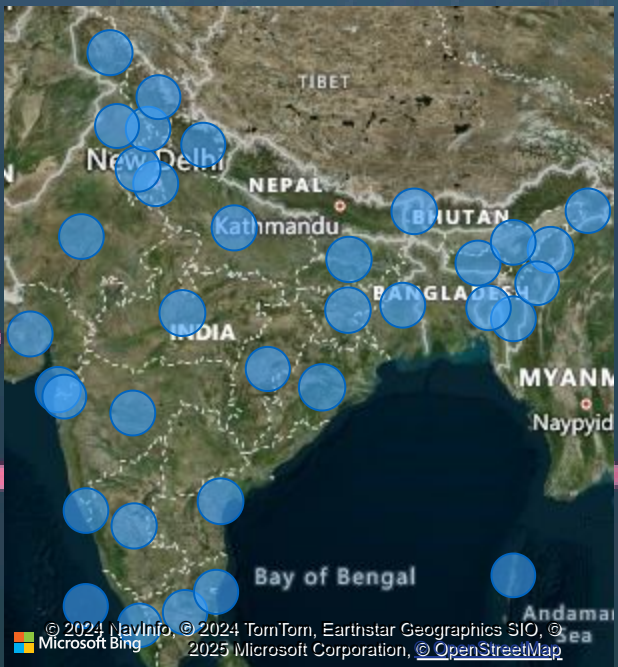 TIBET
New Delhi
N
NEPAL
BHUTAN
Kathmandu
BANGLADESH
INDIA
MYANM
Naypyid
Bay of Bengal
Andaman
Sea
© 2024 NavInfo, © 2024 TomTom, Earthstar Geographics SIO, ©
Microsoft Bing
2025 Microsoft Corporation, © OpenStreetMap